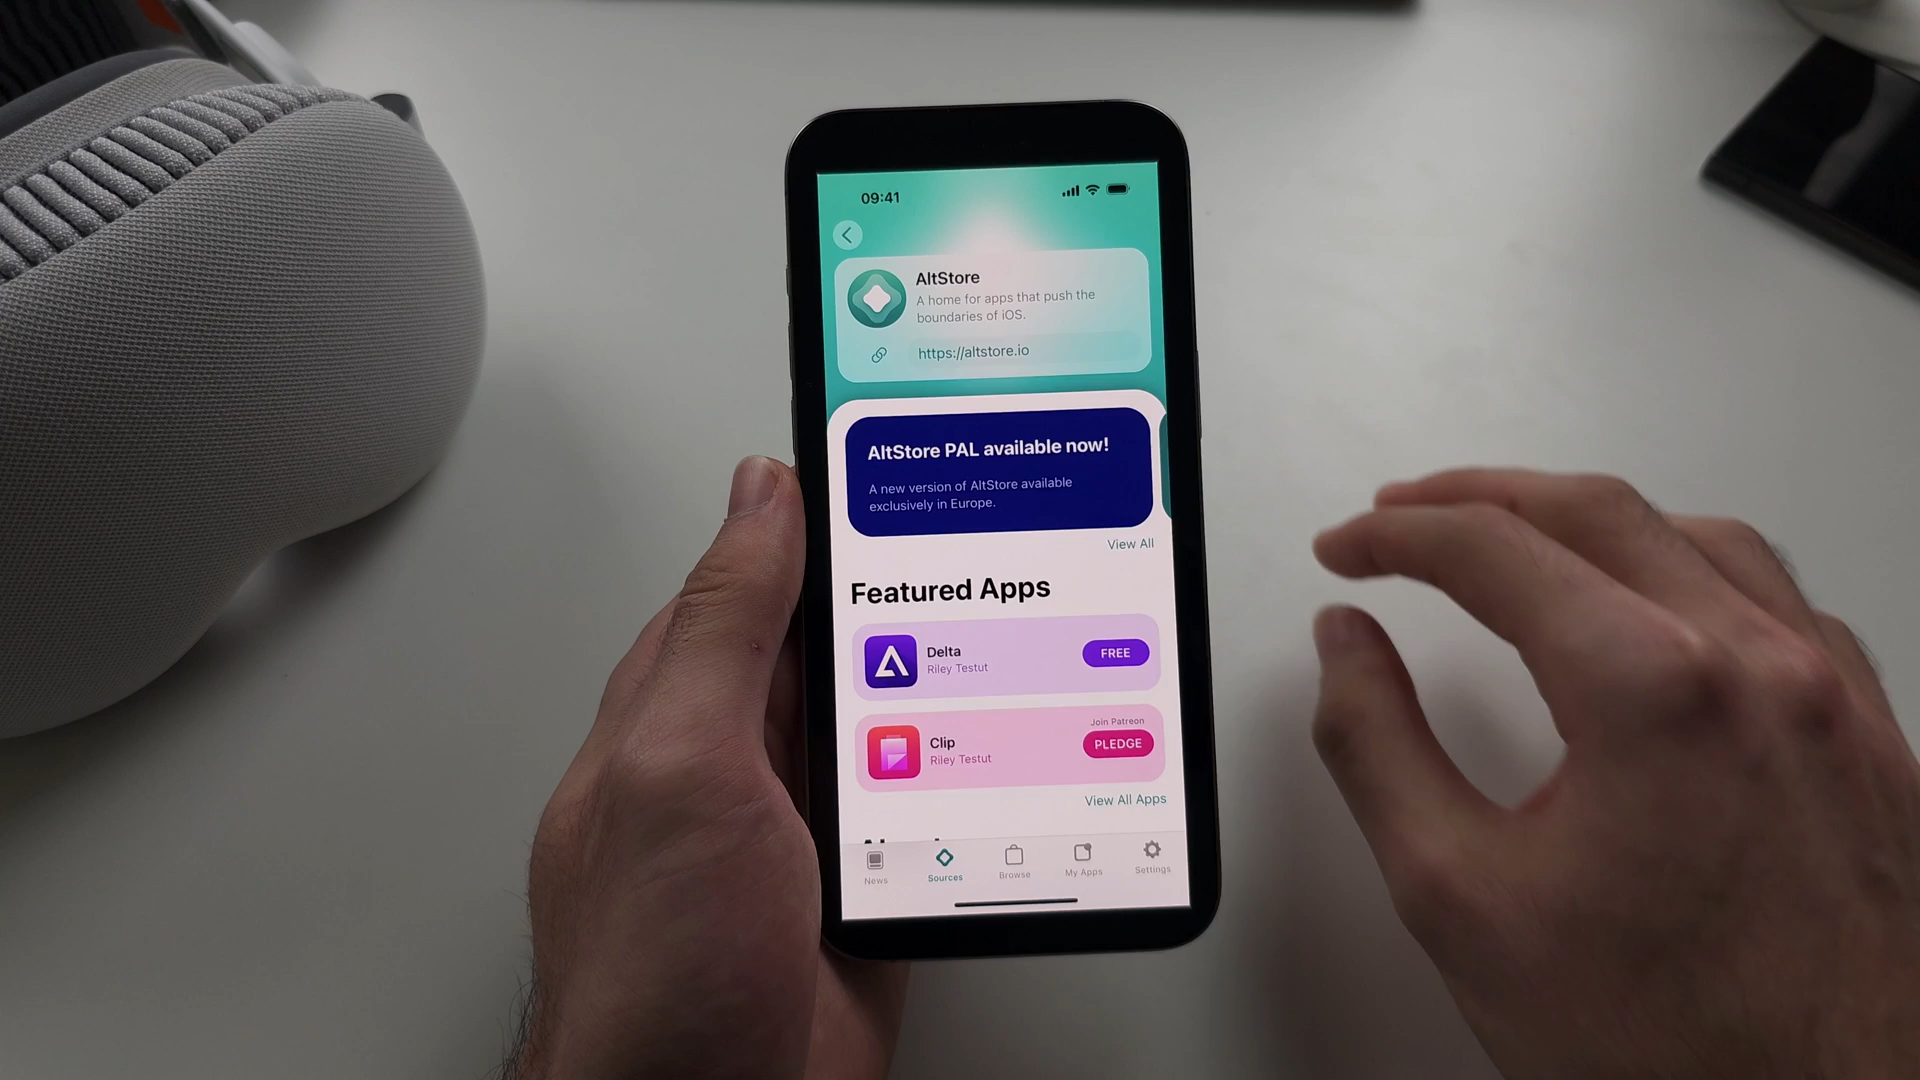 09:41
AltStore
A home for apps that push the
boundaries of iOS.
https://altstore.io
AltStore PAL available now!
A new version of AltStore available
exclusively in Europe.
View All
Featured Apps
Delta
Riley Testut
FREE
Join Patreon
Clip
Riley Testut
PLEDGE
View All Apps
News
Sources
Browse
My Apps
Settings